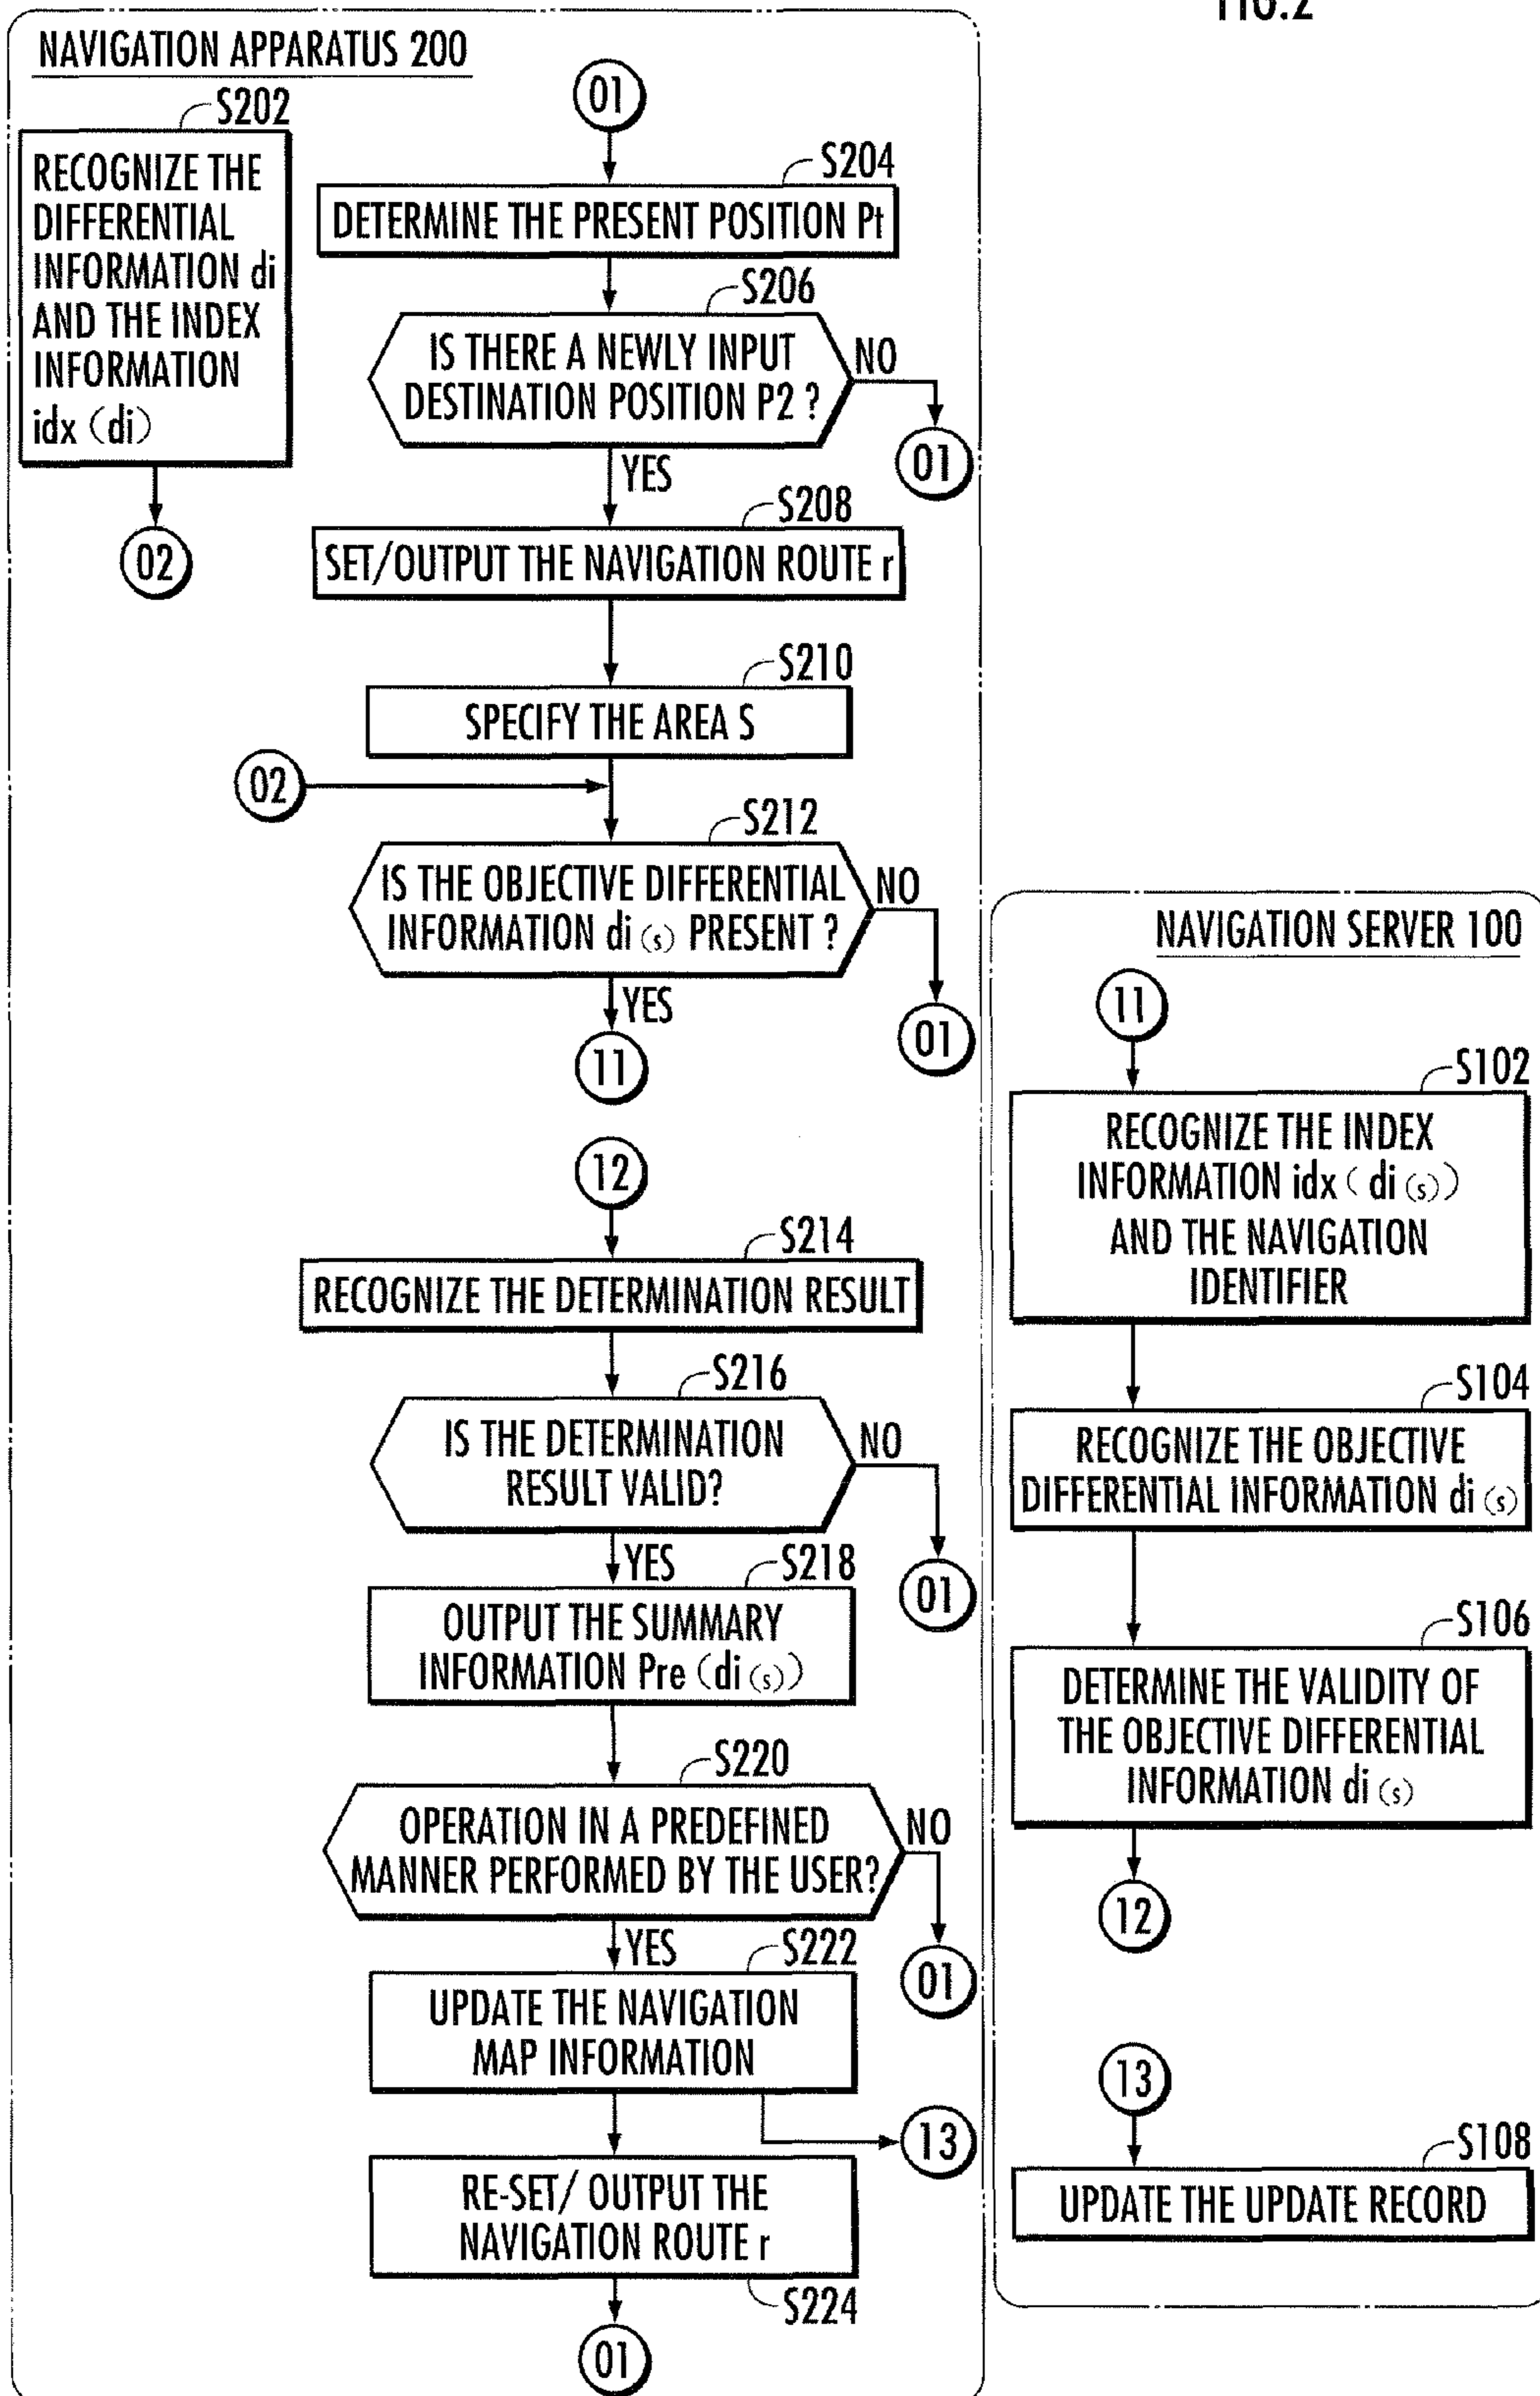 FIG.2
NAVIGATION APPARATUS 200
S202
RECOGNIZE THE
DIFFERENTIAL
INFORMATION di
AND THE INDEX
INFORMATION
idx (di)
02
01
S204
DETERMINE THE PRESENT POSITION Pt
S206
IS THERE A NEWLY INPUT
DESTINATION POSITION P2 ?
NO
01
YES
S208
SET/OUTPUT THE NAVIGATION ROUTE r
S210
SPECIFY THE AREA S
02
S212
IS THE OBJECTIVE DIFFERENTIAL
INFORMATION di (s) PRESENT ?
NO
01
YES
11
12
S214
RECOGNIZE THE DETERMINATION RESULT
S216
IS THE DETERMINATION
RESULT VALID?
NO
01
YES
S218
OUTPUT THE SUMMARY
INFORMATION Pre (di (s))
S220
OPERATION IN A PREDEFINED
MANNER PERFORMED BY THE USER?
NO
01
YES
S222
UPDATE THE NAVIGATION
MAP INFORMATION
13
RE-SET/ OUTPUT THE
NAVIGATION ROUTE r
S224
01
NAVIGATION SERVER 100
11
S102
RECOGNIZE THE INDEX
INFORMATION idx ( di (s))
AND THE NAVIGATION
IDENTIFIER
S104
RECOGNIZE THE OBJECTIVE
DIFFERENTIAL INFORMATION di (s)
S106
DETERMINE THE VALIDITY OF
THE OBJECTIVE DIFFERENTIAL
INFORMATION di (s)
12
13
S108
UPDATE THE UPDATE RECORD